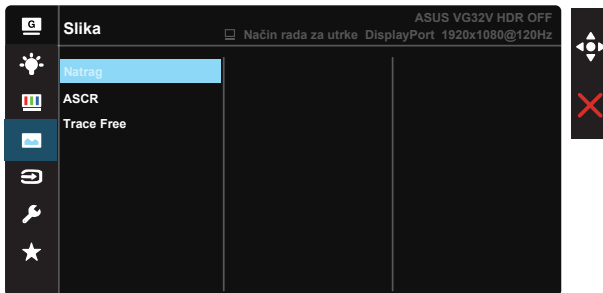 G
Slika
ASUS VG32V HDR OFF
Način rada za utrke DisplayPort 1920x1080@120Hz
Natrag
ASCR
Trace Free